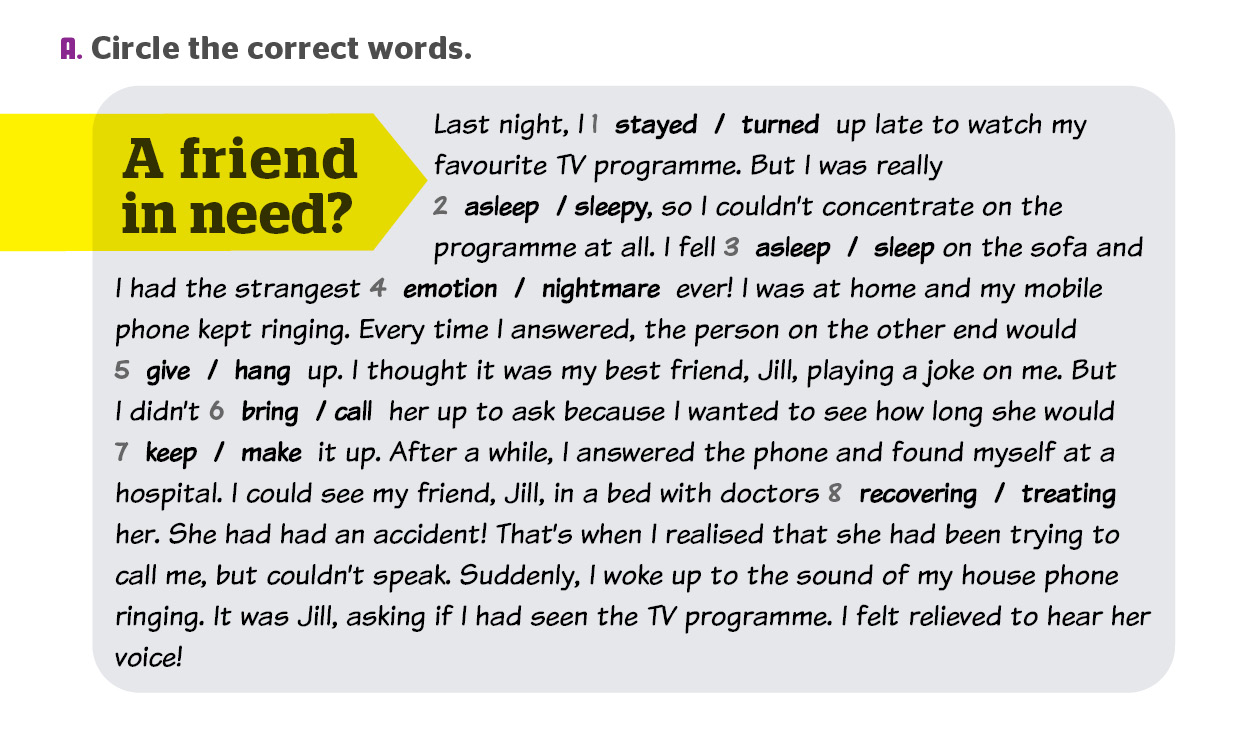 A. Circle the correct words.
A friend
in need?
Last night, I 1 stayed / turned up late to watch my
favourite TV programme. But I was really
2 asleep / sleepy, so I couldn't concentrate on the
programme at all. I fell 3 asleep / sleep on the sofa and
I had the strangest 4 emotion / nightmare ever! I was at home and my mobile
phone kept ringing. Every time I answered, the person on the other end would
5 give / hang up. I thought it was my best friend, Jill, playing a joke on me. But
I didn't 6 bring / call her up to ask because I wanted to see how long she would
7 keep / make it up. After a while, I answered the phone and found myself at a
hospital. I could see my friend, Jill, in a bed with doctors 8 recovering / treating
her. She had had an accident! That's when I realised that she had been trying to
call me, but couldn't speak. Suddenly, I woke up to the sound of my house phone
ringing. It was Jill, asking if I had seen the TV programme. I felt relieved to hear her
voice!